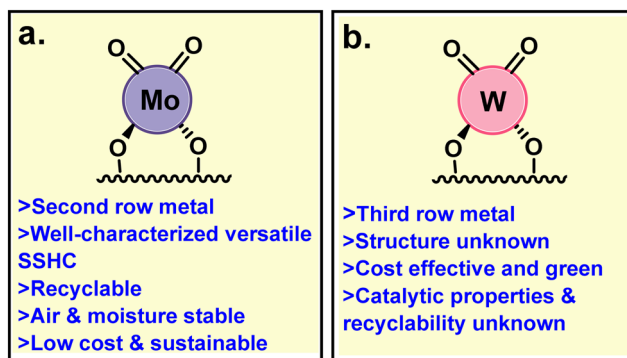 a.
O O
Mo
O O
>Second row metal
>Well-characterized versatile
SSHC
>Recyclable
>Air & moisture stable
>Low cost & sustainable
b.
O O
W
O O
>Third row metal
>Structure unknown
>Cost effective and green
>Catalytic properties &
recyclability unknown